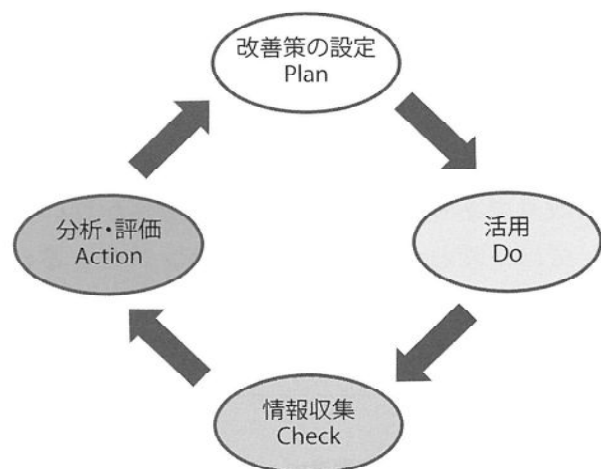 改善策の設定
Plan
活用
Do
情報収集
Check
分析・評価
Action